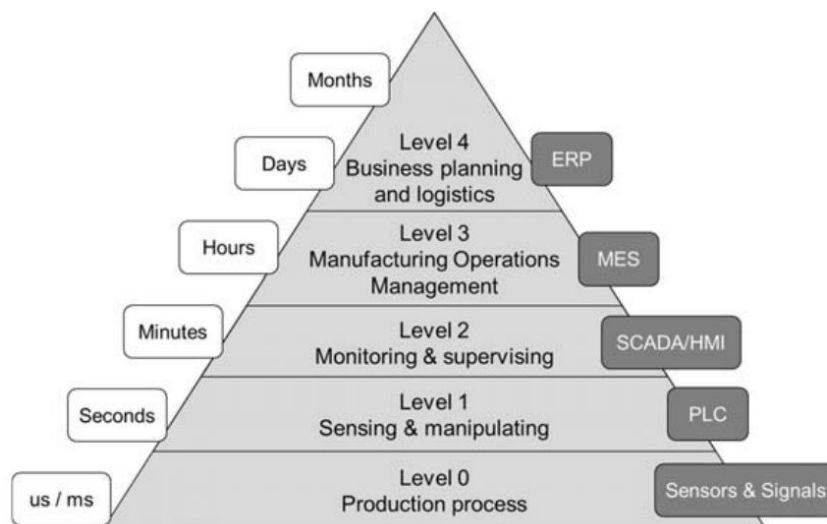 Months
Days
Level 4
Business planning
and logistics
ERP
Hours
Level 3
Manufacturing Operations
Management
MES
Minutes
Level 2
Monitoring & supervising
SCADA/HMI
Seconds
Level 1
Sensing & manipulating
PLC
us / ms
Level 0
Production process
Sensors & Signals